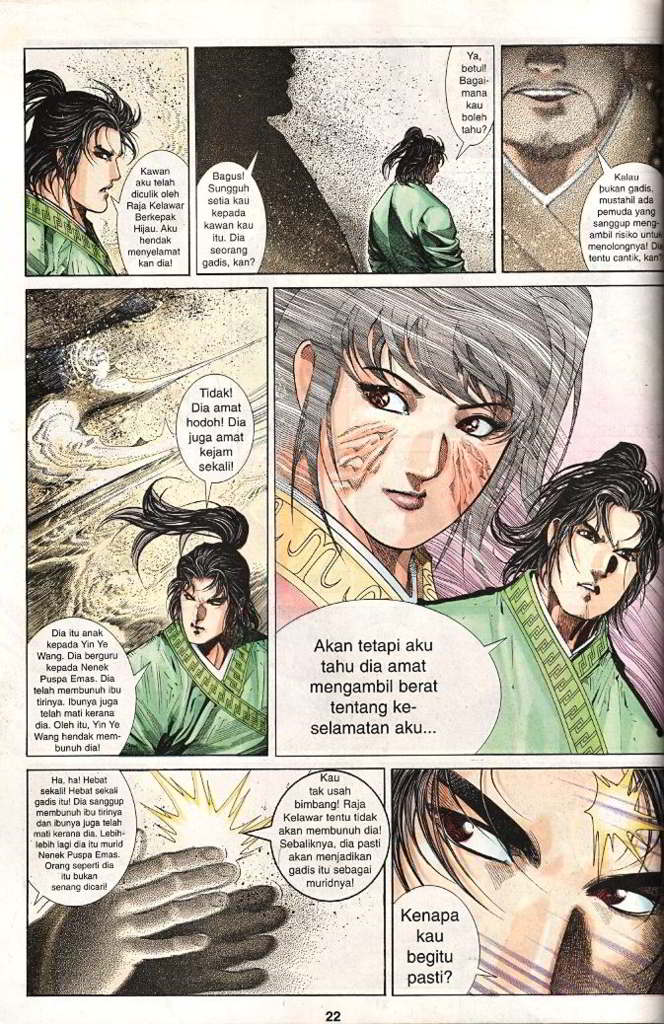 Kawan
aku telah
diculik oleh
Raja Kelawar
Berkepak
Hijau. Aku
hendak
menyelamat
kan dia!
Bagus!
Sungguh
setia kau
kepada
kawan kau
itu. Dia
seorang
gadis, kan?
Ya,
betul!
Bagai-
mana
kau
boleh
tahu?
Kalau
bukan gadis,
mustahil ada
pemuda yang
sanggup meng-
ambil risiko untuk
menolongnya! Dia
tentu cantik, kan?
Tidak!
Dia amat
hodoh! Dia
juga amat
kejam
sekali!
Dia itu anak
kepada Yin Ye
Wang. Dia berguru
kepada Nenek
Puspa Emas. Dia
telah membunuh ibu
tirinya. Ibunya juga
telah mati kerana
dia. Oleh itu, Yin Ye
Wang hendak mem-
bunuh dia!
Akan tetapi aku
tahu dia amat
mengambil berat
tentang ke-
selamatan aku...
Ha, ha! Hebat
sekali! Hebat sekali
gadis itu! Dia sanggup
membunuh ibu tirinya
dan ibunya juga telah
mati kerana dia. Lebih-
lebih lagi dia itu murid
Nenek Puspa Emas.
Orang seperti dia
itu bukan
senang dicari!
Kau
tak usah
bimbang! Raja
Kelawar tentu tidak
akan membunuh dia!
Sebaliknya, dia pasti
akan menjadikan
gadis itu sebagai
muridnya!
Kenapa
kau
begitu
pasti?
22